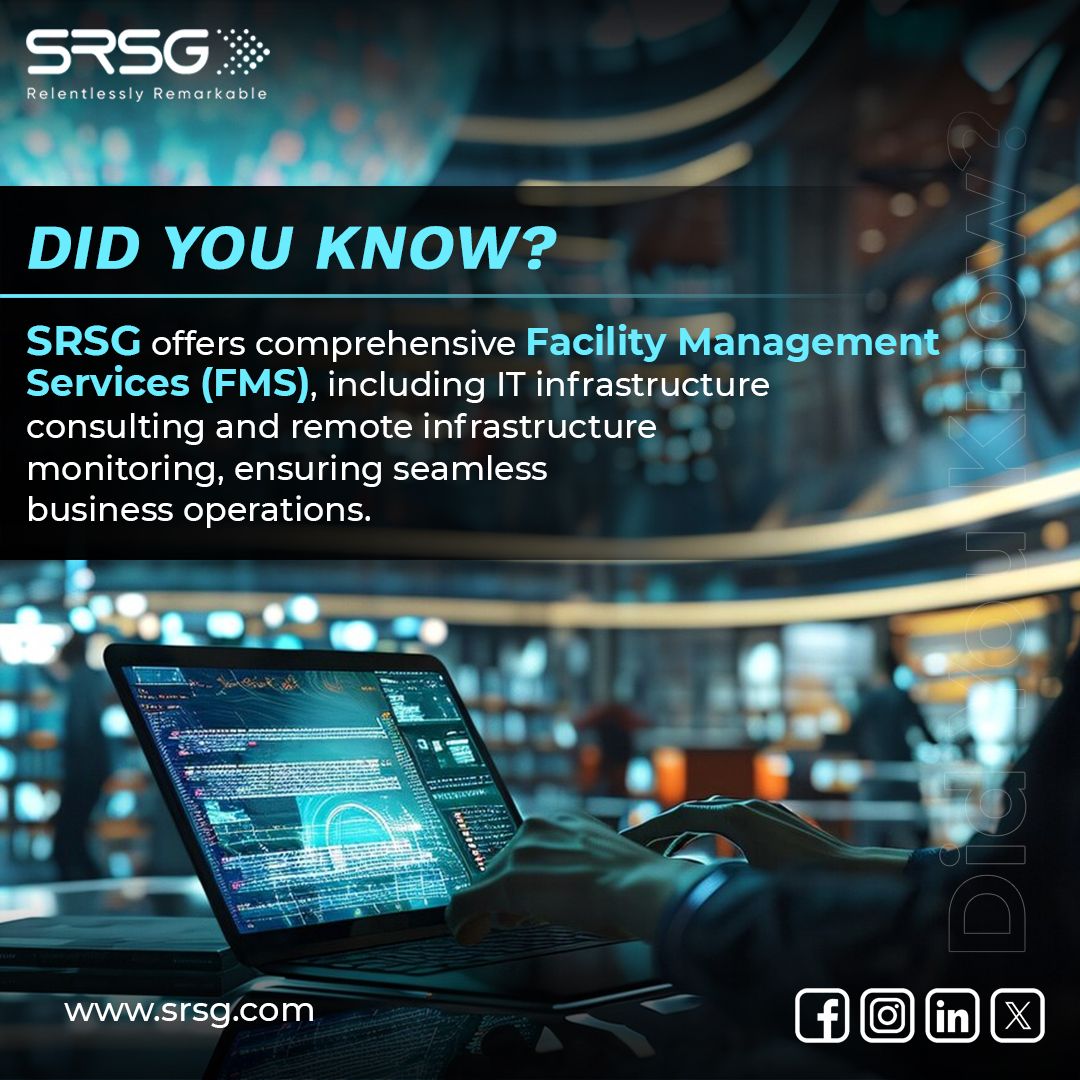 SRSG
Relentlessly Remarkable
DID YOU KNOW?
SRSG offers comprehensive Facility Management
Services (FMS), including IT infrastructure
consulting and remote infrastructure
monitoring, ensuring seamless
business operations.
Did You Know?
www.srsg.com